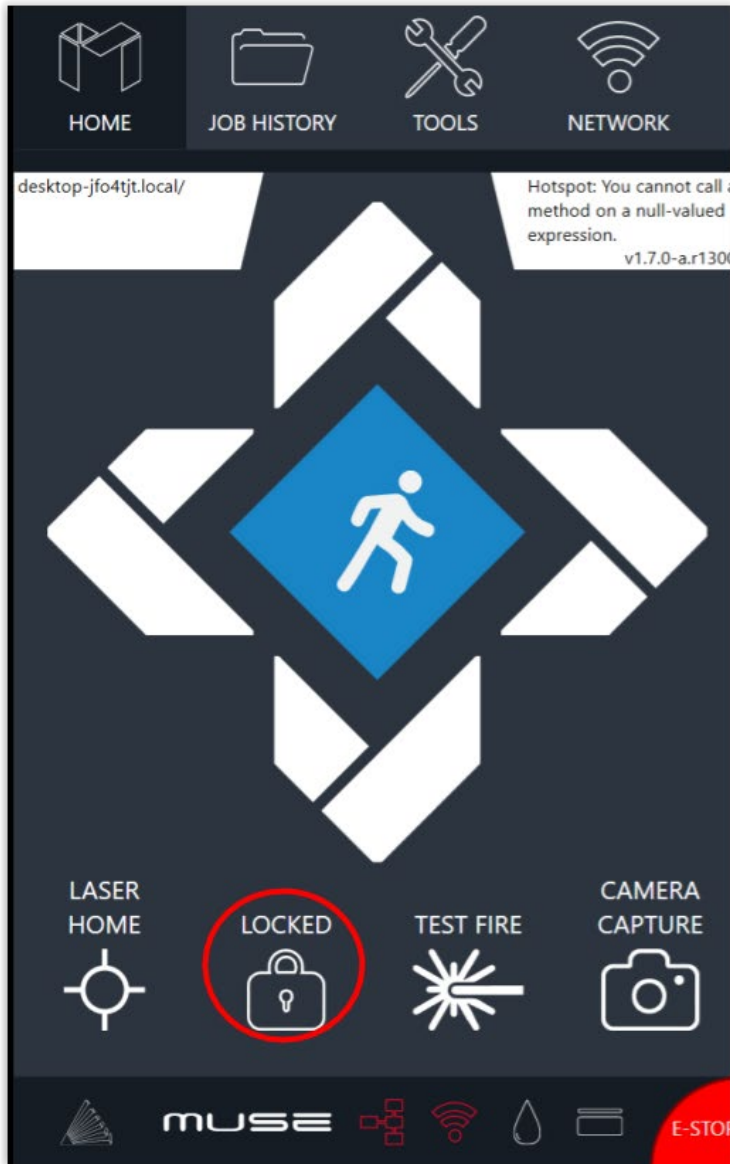 HOME
JOB HISTORY
TOOLS
NETWORK
desktop-jfo4tjt.local/
Hotspot: You cannot call a
method on a null-valued
expression.
v1.7.0-a.r1300
LASER
HOME
LOCKED
TEST FIRE
CAMERA
CAPTURE
MUSE
E-STOP